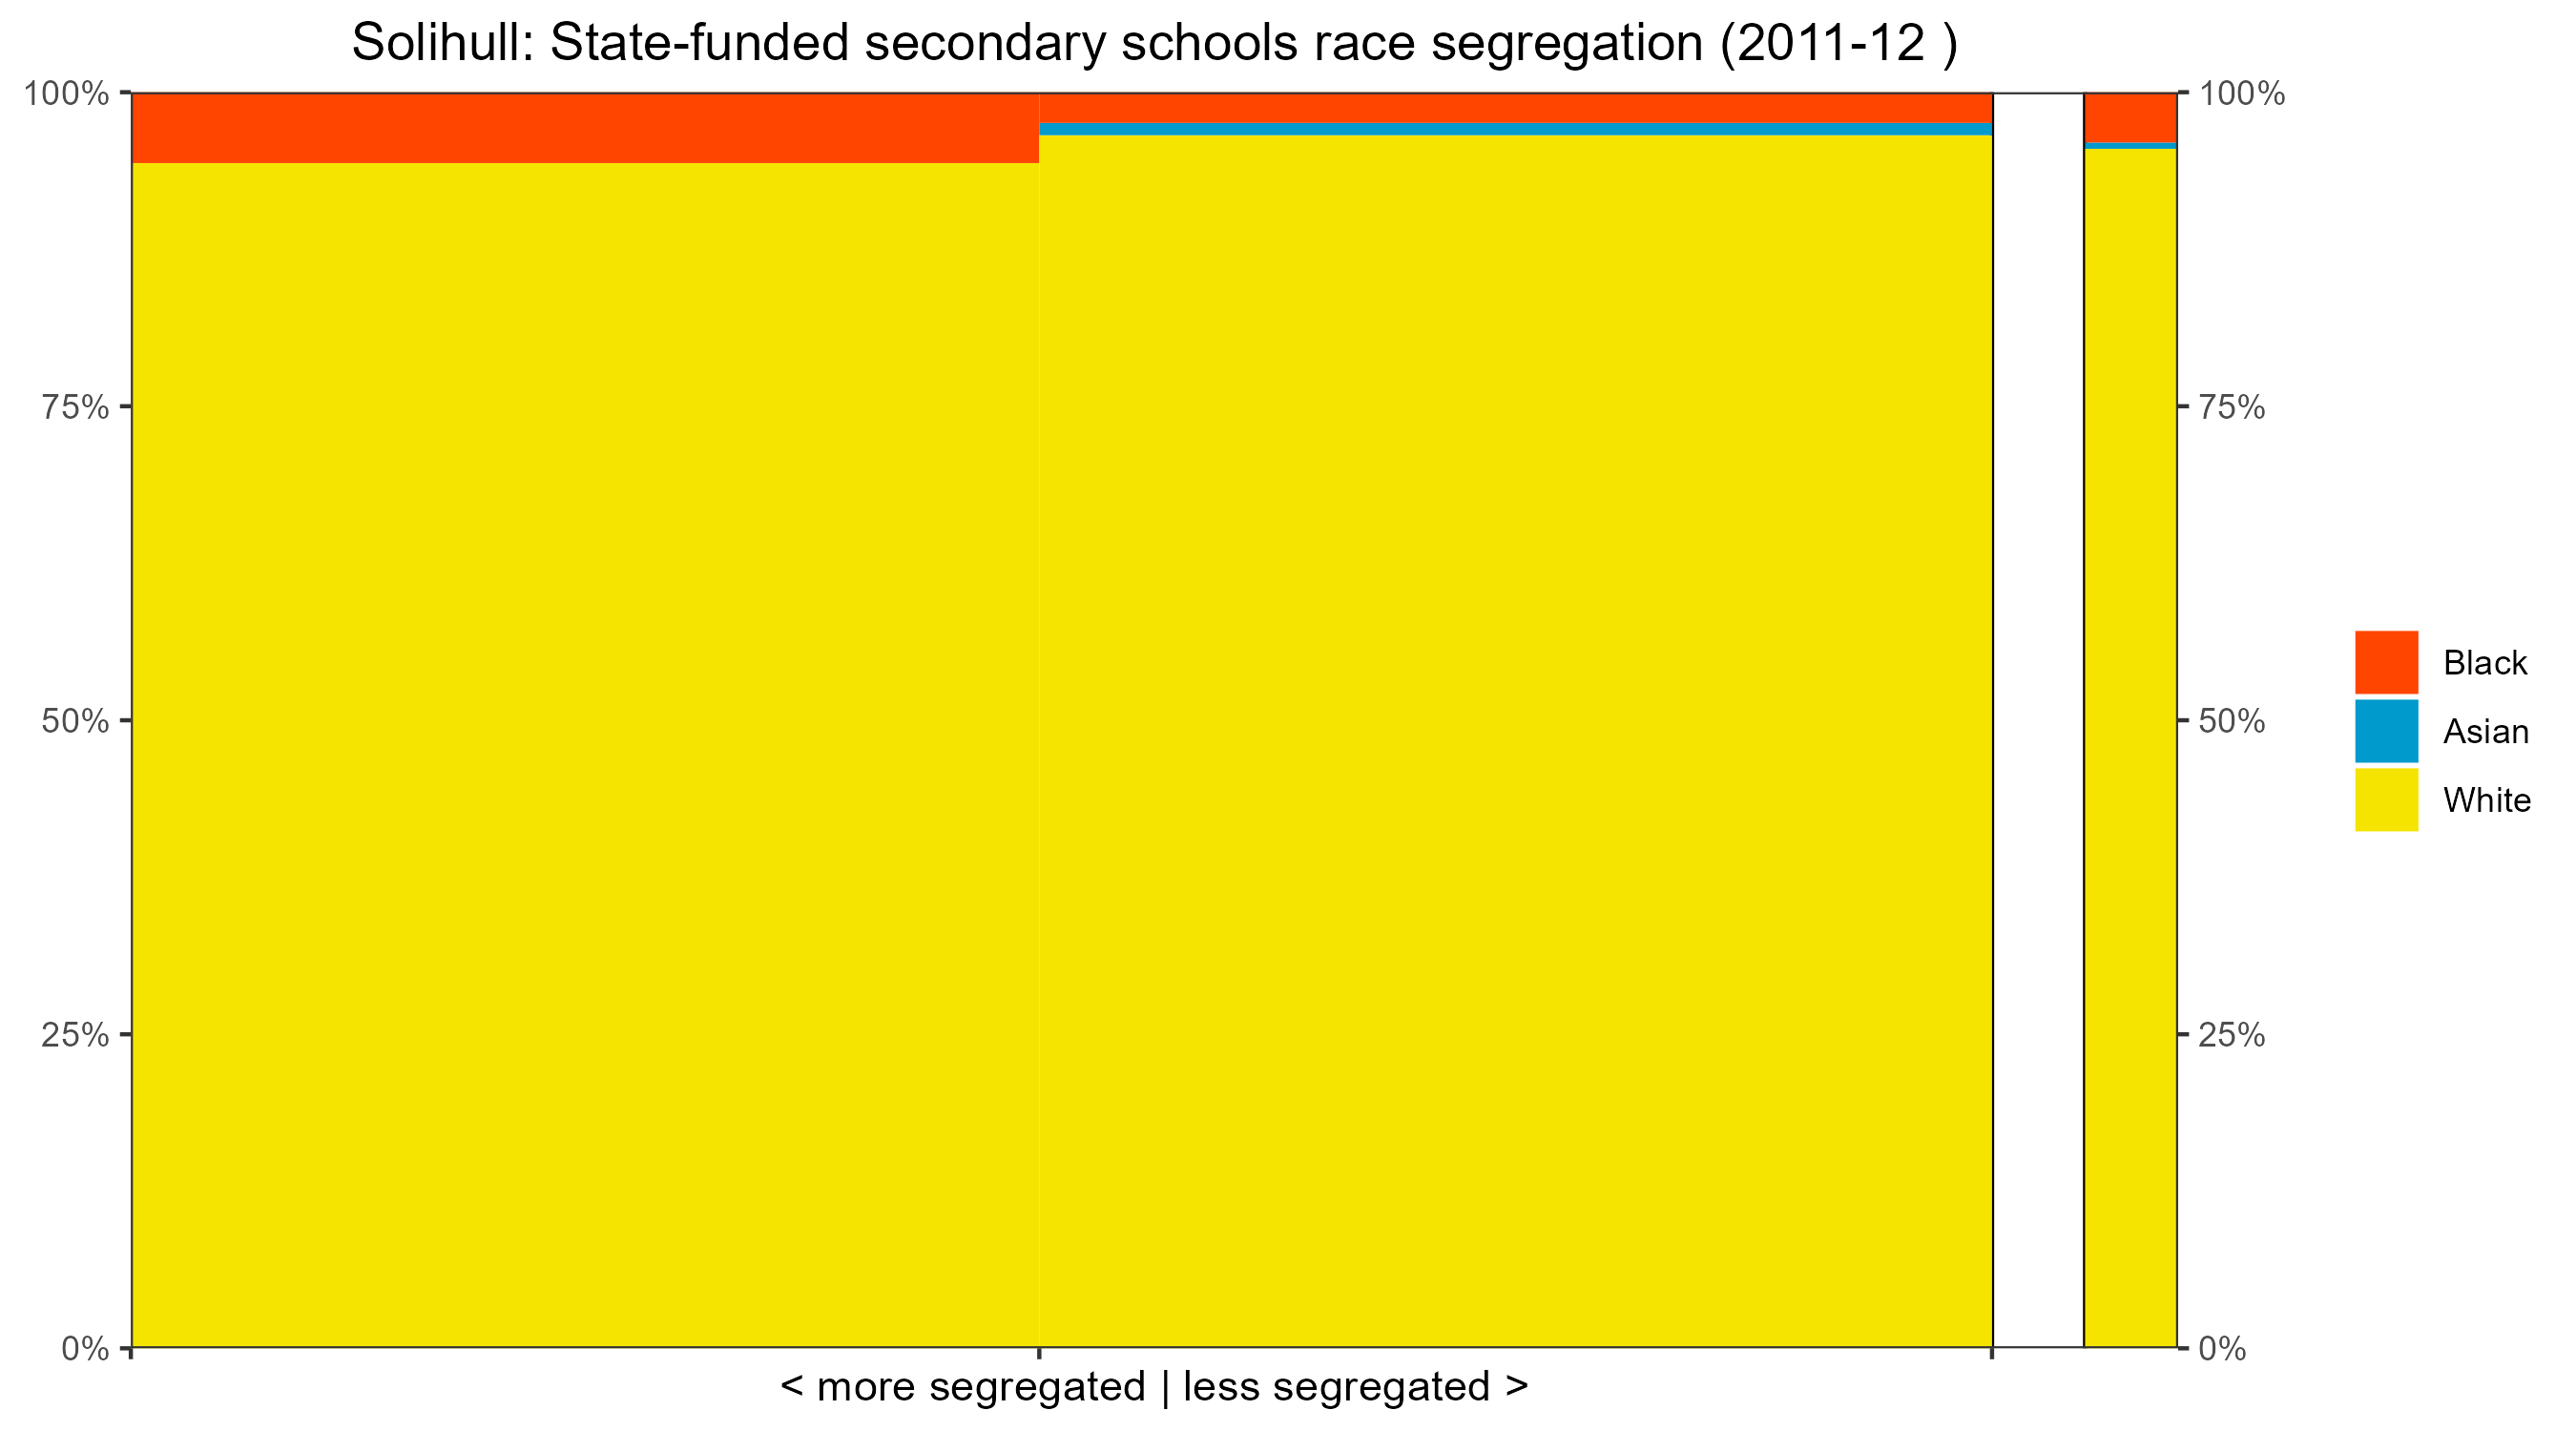 Solihull: State-funded secondary schools race segregation (2011-12 )
100%
75%
50%
25%
0%
100%
75%
50%
25%
0%
Black
Asian
White
< more segregated | less segregated >